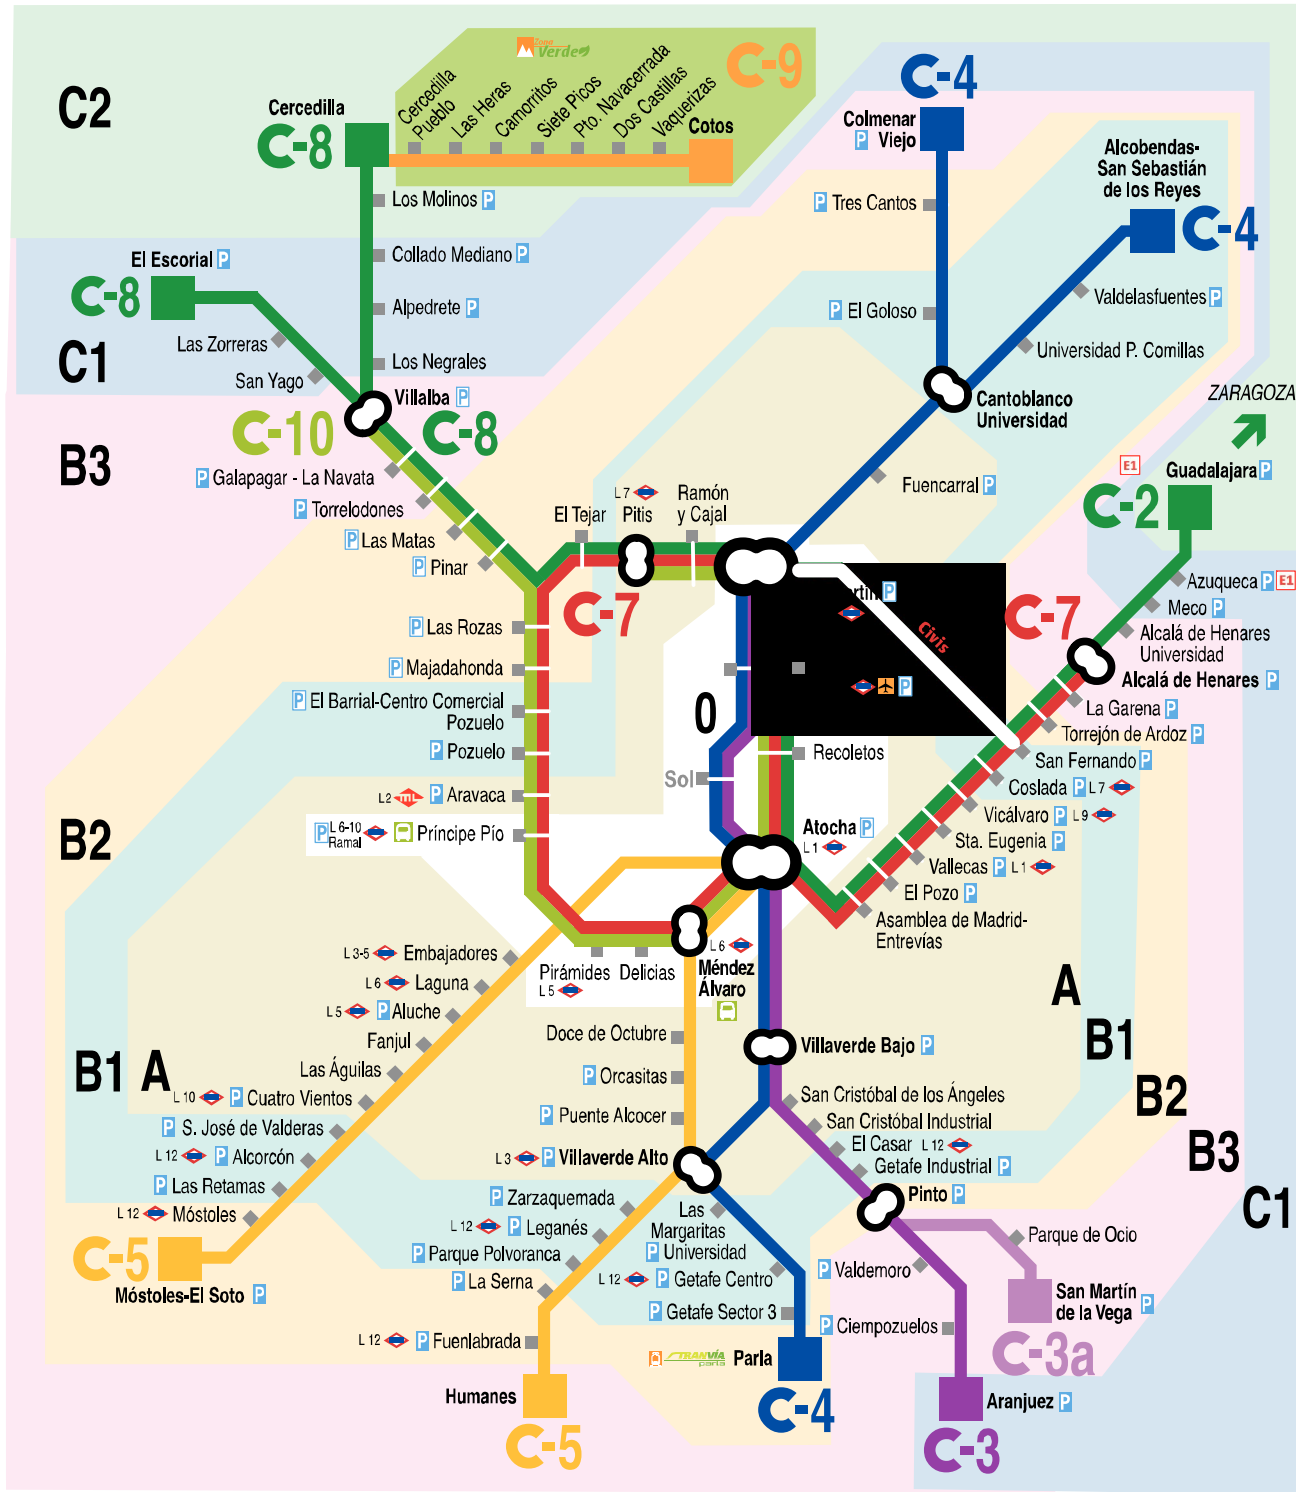 C2
Cercedilla
C-8
Cercedilla
Pueblo
Las Heras
Camorritos
Siete Picos
Pto. Navacerrada
Dos Castillas
Vaquerizas
Zona
Verde
C-9
Cotos
Los Molinos P
Collado Mediano P
Alpedrete P
Los Negrales
El Escorial P
C-8
Las Zorreras
San Yago
C1
Villalba P
C-10
C-8
B3
P Galapagar - La Navata
P Torrelodones
P Las Matas
P Pinar
C-4
Colmenar
P Viejo
P Tres Cantos
P El Goloso
Alcobendas-
San Sebastián
de los Reyes
C-4
Valdelasfuentes P
Universidad P. Comillas
Cantoblanco
Universidad
Fuencarral P
ZARAGOZA
E1
Guadalajara P
C-2
Azuqueca P E1
Meco P
Alcalá de Henares
Universidad
C-7
Alcalá de Henares P
La Garena P
Torrejón de Ardoz P
San Fernando P
Coslada P L 7
Vicálvaro P L 9
Sta. Eugenia P
Vallecas P L 1
El Pozo P
Asamblea de Madrid-
Entrevías
El Tejar
L 7
Pitis
Ramón
y Cajal
C-7
P
Civis
P
0
Recoletos
Sol
Atocha P
L 1
P Las Rozas
P Majadahonda
P El Barrial-Centro Comercial
Pozuelo
P Pozuelo
L2 mL P Aravaca
P L 6-10
Ramal
Príncipe Pío
B2
L 3-5 Embajadores
L 6 Laguna
L 5 P Aluche
Fanjul
Las Águilas
L 10 P Cuatro Vientos
P S. José de Valderas
L 12 P Alcorcón
P Las Retamas
L 12 Móstoles
C-5
Móstoles-El Soto P
B1
A
Pirámides
L 5
Delicias
L 6
Méndez
Álvaro
Doce de Octubre
P Orcasitas
P Puente Alcocer
L 3 P Villaverde Alto
P Zarzaquemada
L 12 P Leganés
P Parque Polvoranca
P La Serna
L 12 P Fuenlabrada
Humanes
C-5
Las
Margaritas
P Universidad
L 12 P Getafe Centro
P Getafe Sector 3
TRANVÍA
parla
Parla
C-4
Villaverde Bajo P
San Cristóbal de los Ángeles
San Cristóbal Industrial
El Casar L 12
Getafe Industrial P
Pinto P
Parque de Ocio
San Martín
de la Vega P
C-3a
P Valdemoro
P Ciempozuelos
Aranjuez P
C-3
A
B1
B2
B3
C1